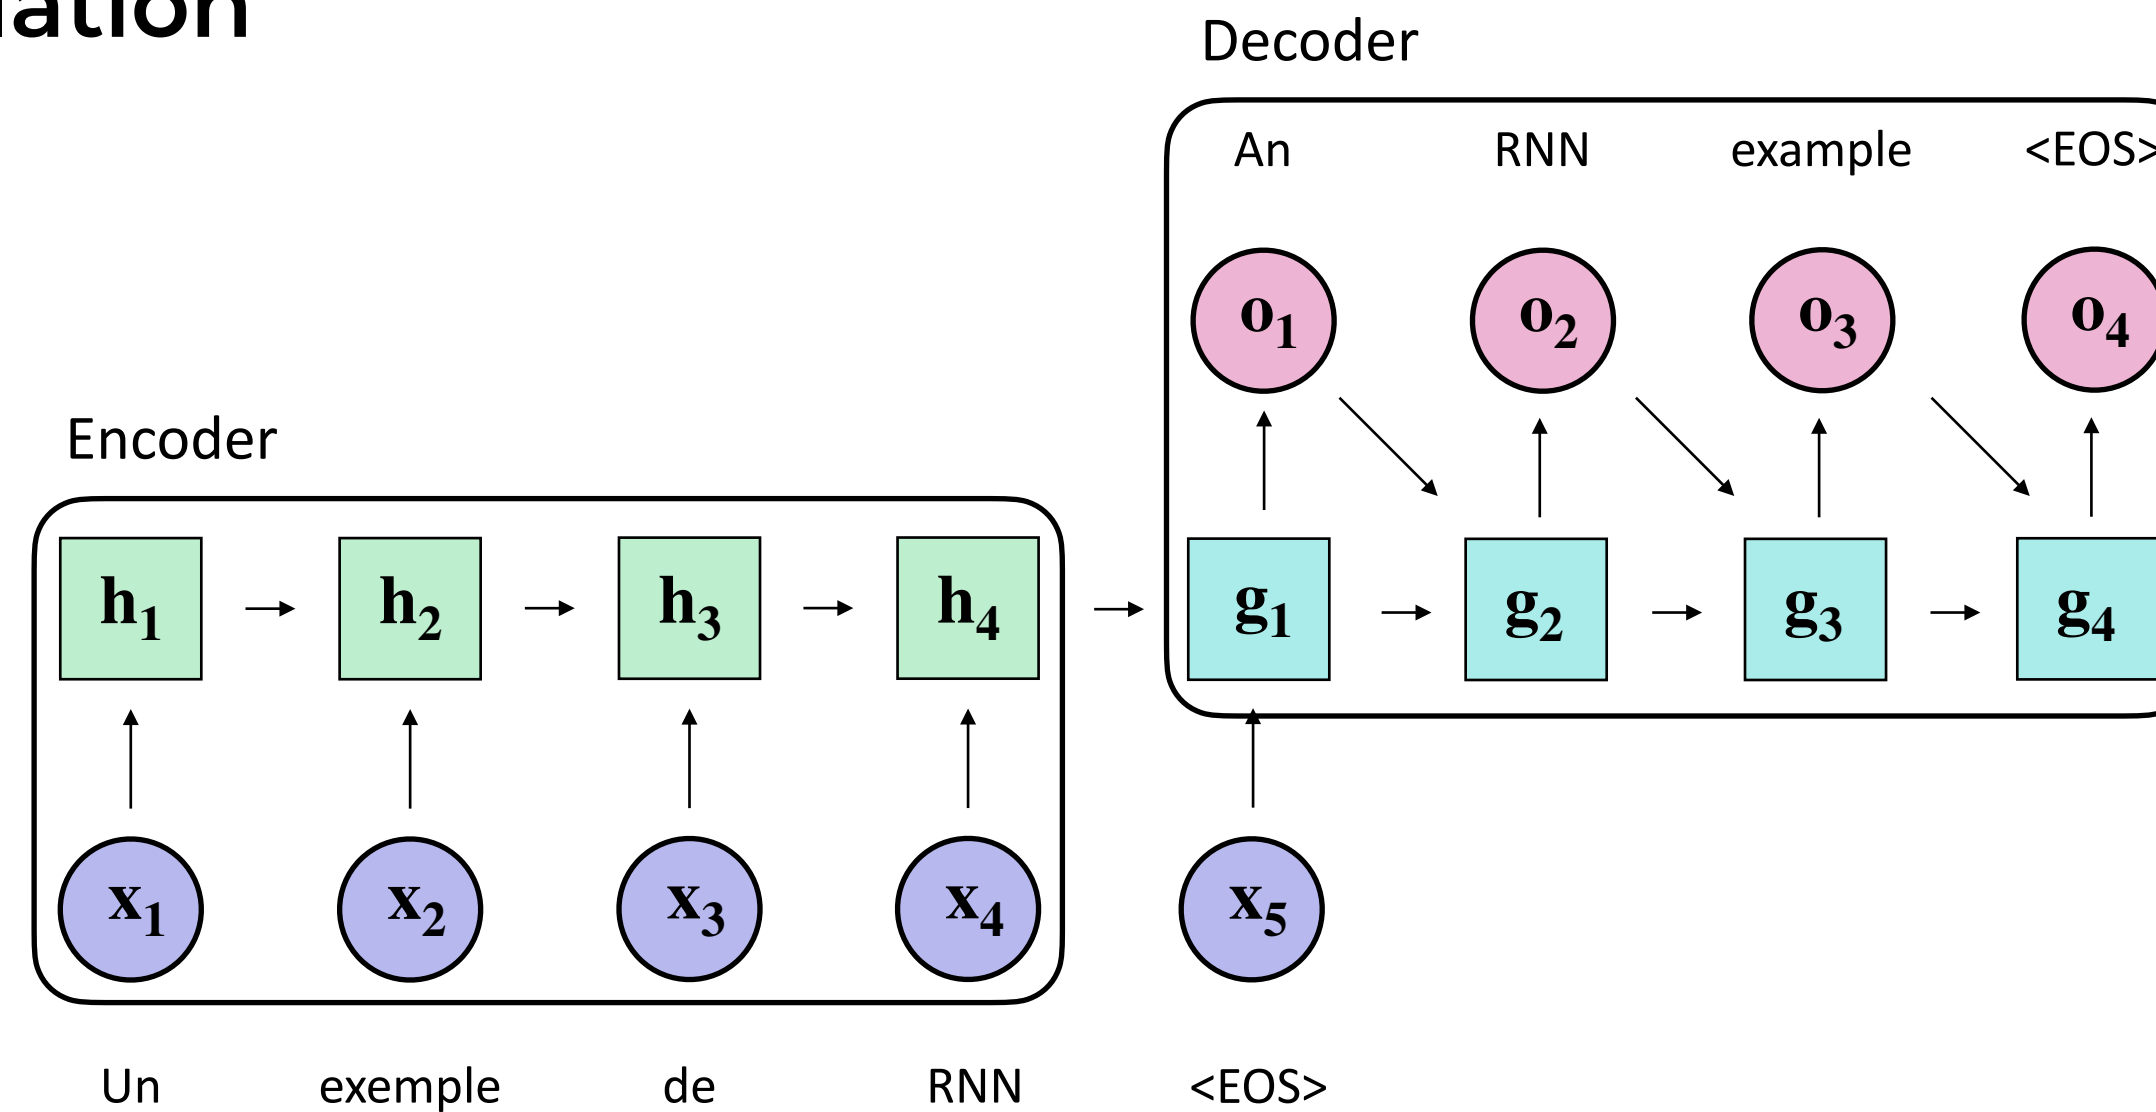 Decoder
An RNN example <EOS>
o1 o2 o3 o4
Encoder
h1 h2 h3 h4 g1 g2 g3 g4
x1 x2 x3 x4 x5
Un exemple de RNN <EOS>